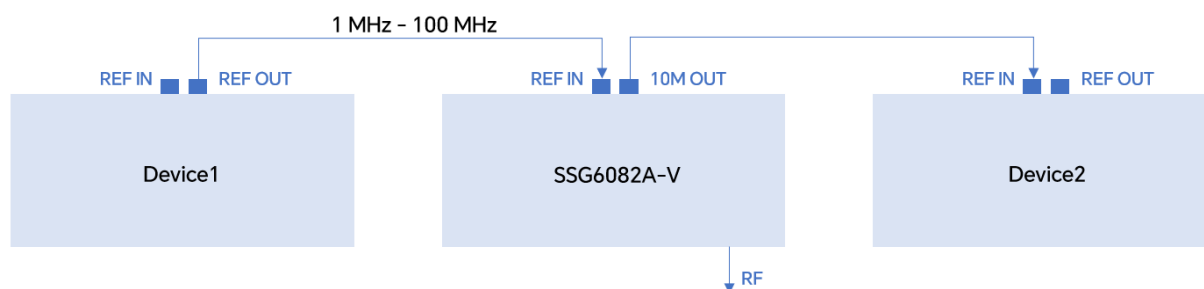 1 MHz - 100 MHz
REF IN REF OUT REF IN 10M OUT REF IN REF OUT
Device1 SSG6082A-V Device2
RF